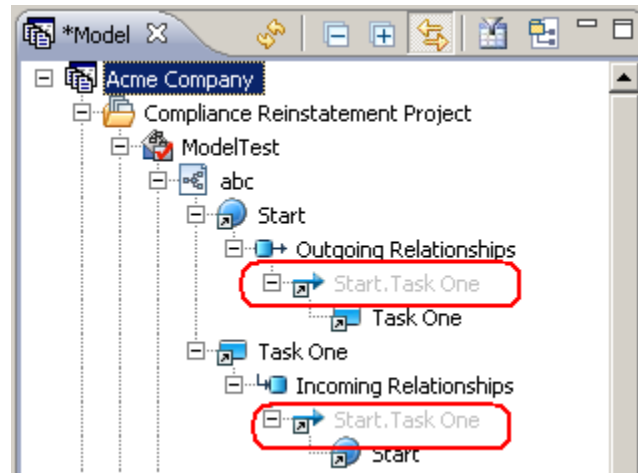 *Model
Acme Company
Compliance Reinstatement Project
ModelTest
abc
Start
Outgoing Relationships
Start.Task One
Task One
Task One
Incoming Relationships
Start.Task One
Start